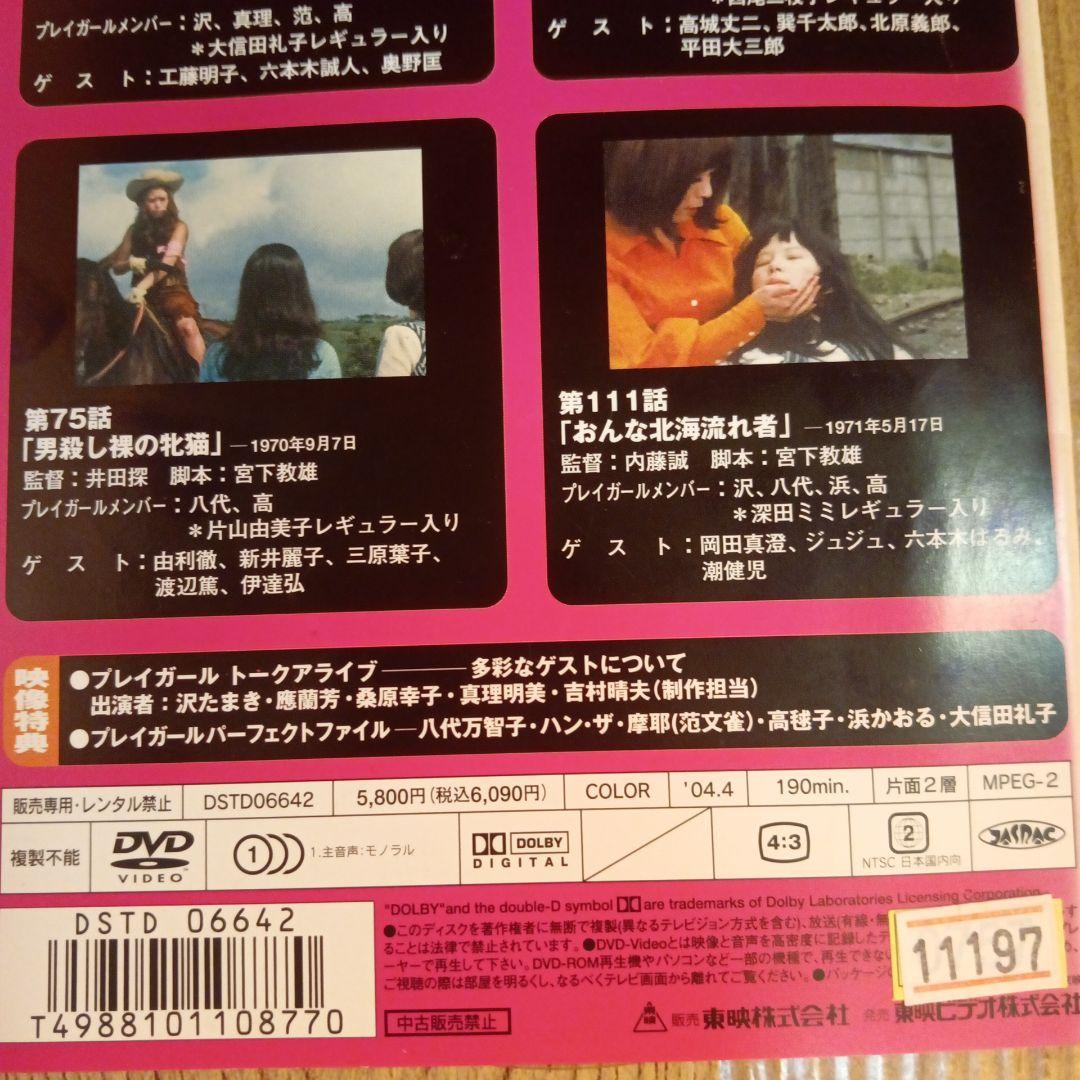 プレイガールメンバー：沢、真理、范、高
＊大信田礼子レギュラー入り
ゲスト：工藤明子、六本木誠人、奥野匡
レギュラー入り
ゲスト：高城丈二、巽千太郎、北原義郎、
平田大三郎
第75話
「男殺し裸の牝猫」―1970年9月7日
監督：井田探 脚本：宮下教雄
プレイガールメンバー：八代、高
＊片山由美子レギュラー入り
ゲスト：由利徹、新井麗子、三原葉子、
渡辺篤、伊達弘
第111話
「おんな北海流れ者」―1971年5月17日
監督：内藤誠 脚本：宮下教雄
プレイガールメンバー：沢、八代、浜、高
＊深田ミミレギュラー入り
ゲスト：岡田真澄、ジュジュ、六本木はるみ、
潮健児
映像特典
●プレイガール トークアライブ――多彩なゲストについて
出演者：沢たまき・應蘭芳・桑原幸子・真理明美・吉村晴夫（制作担当）
●プレイガールパーフェクトファイル―八代万智子・ハン・ザ・摩耶(范文雀)・高毬子・浜かおる・大信田礼子
販売専用・レンタル禁止 DSTD06642 5,800円（税込6,090円） COLOR '04.4 190min. 片面2層 MPEG-2
複製不能 DVD VIDEO 1 1.主音声：モノラル DOLBY DIGITAL 4:3 2 NTSC 日本国内向 JASRAC
"DOLBY"and the double-D symbol are trademarks of Dolby Laboratories Licensing Corporation
●このディスクを著作権者に無断で複製(異なるテレビジョン方式を含む)、放送(有線・無
ることは法律で禁止されています。●DVD-Videoとは映像と音声を高密度に記録した
ーヤーで再生して下さい。DVD-ROM再生機やパソコンなど一部の機種で、再生できない
ご視聴の際は部屋を明るくし、なるべくテレビ画面から離れてご覧ください。●パッケージ
11197
DSTD 06642
T4988101108770
中古販売禁止
東映 販売 東映株式会社 発売 東映ビデオ株式会社